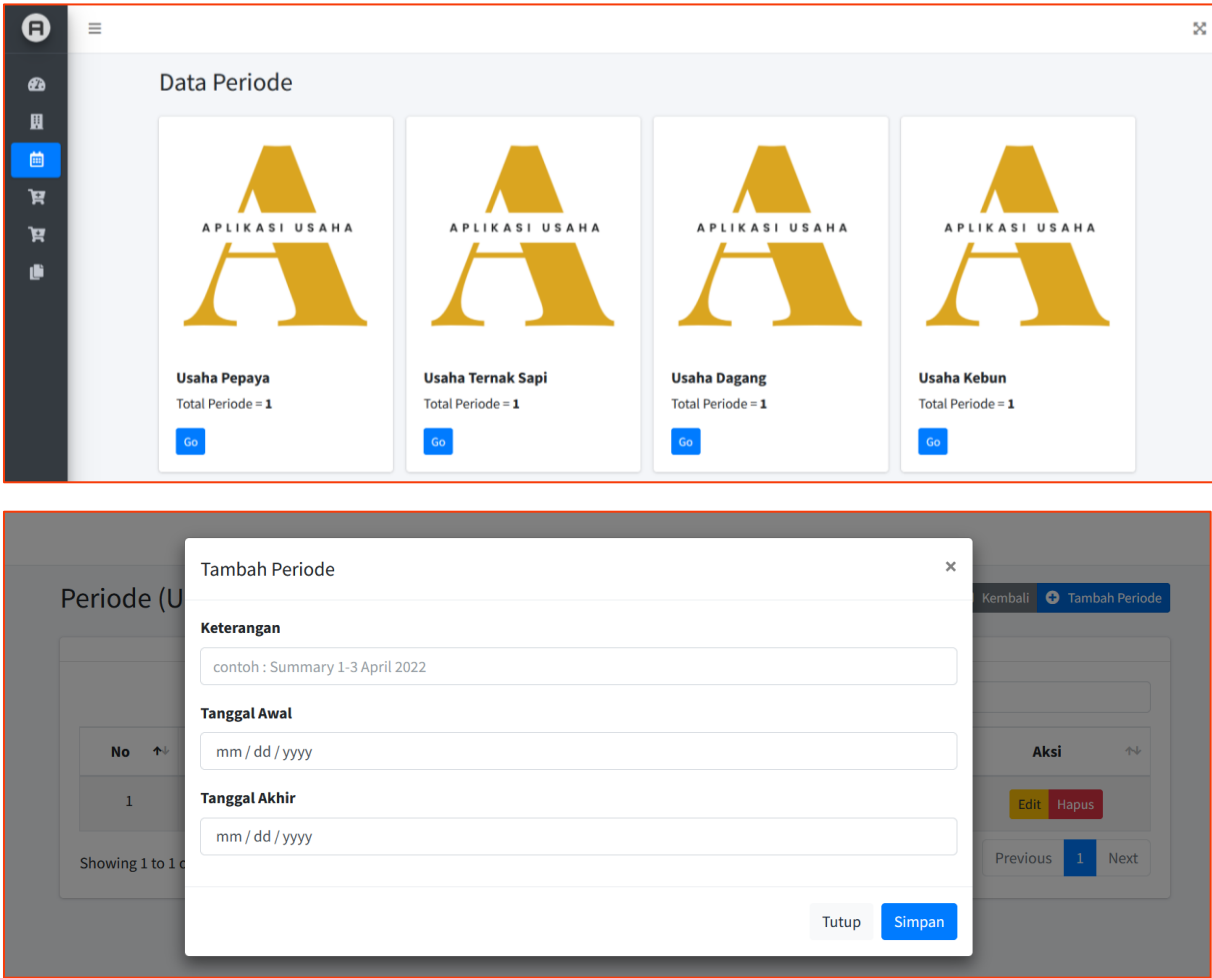 Data Periode
APLIKASI USAHA
APLIKASI USAHA
APLIKASI USAHA
APLIKASI USAHA
Usaha Pepaya
Usaha Ternak Sapi
Usaha Dagang
Usaha Kebun
Total Periode = 1
Total Periode = 1
Total Periode = 1
Total Periode = 1
Go
Go
Go
Go
Tambah Periode ×
Periode (U
Kembali
Tambah Periode
Keterangan
contoh : Summary 1-3 April 2022
Tanggal Awal
mm / dd / yyyy
No
Aksi
Tanggal Akhir
1
Edit Hapus
mm / dd / yyyy
Showing 1 to 1 o
Previous 1 Next
Tutup Simpan